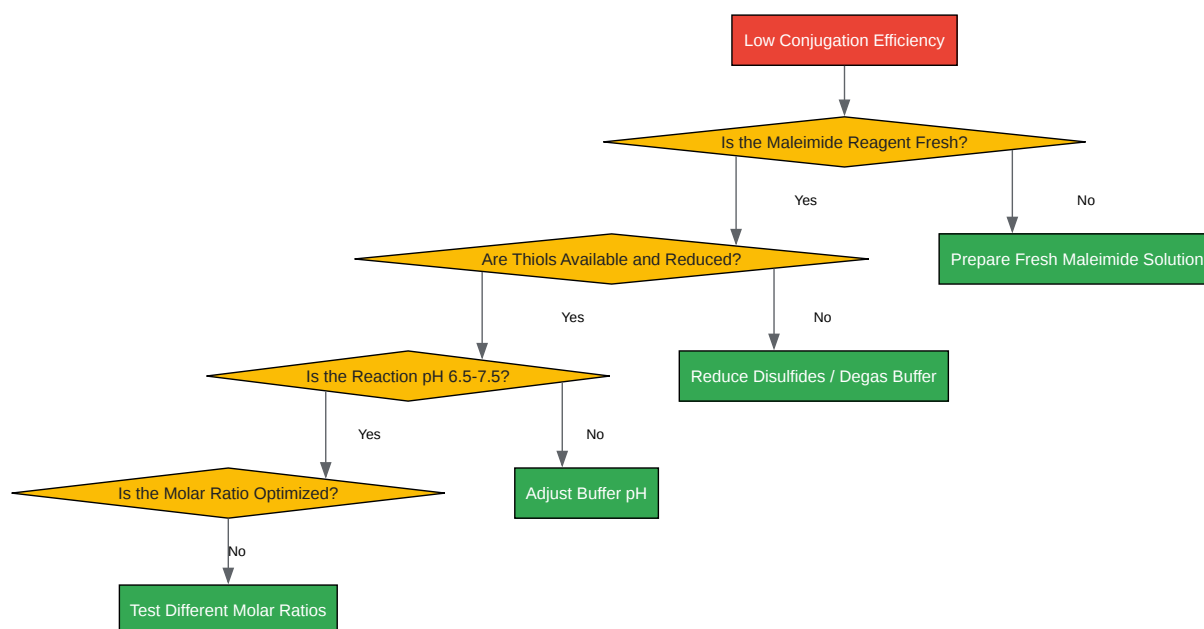 Low Conjugation Efficiency
Is the Maleimide Reagent Fresh?
Yes
No
Are Thiols Available and Reduced?
Prepare Fresh Maleimide Solution
Yes
No
Is the Reaction pH 6.5-7.5?
Reduce Disulfides / Degas Buffer
Yes
No
Is the Molar Ratio Optimized?
Adjust Buffer pH
No
Test Different Molar Ratios